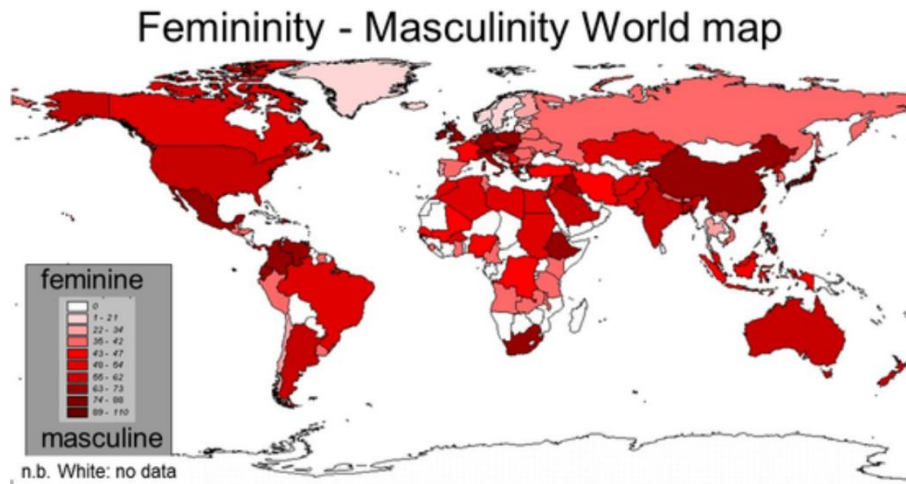 Femininity - Masculinity World map
feminine
0
1 - 21
22 - 34
35 - 42
43 - 47
48 - 54
55 - 62
63 - 73
74 - 88
89 - 110
masculine
n.b. White: no data